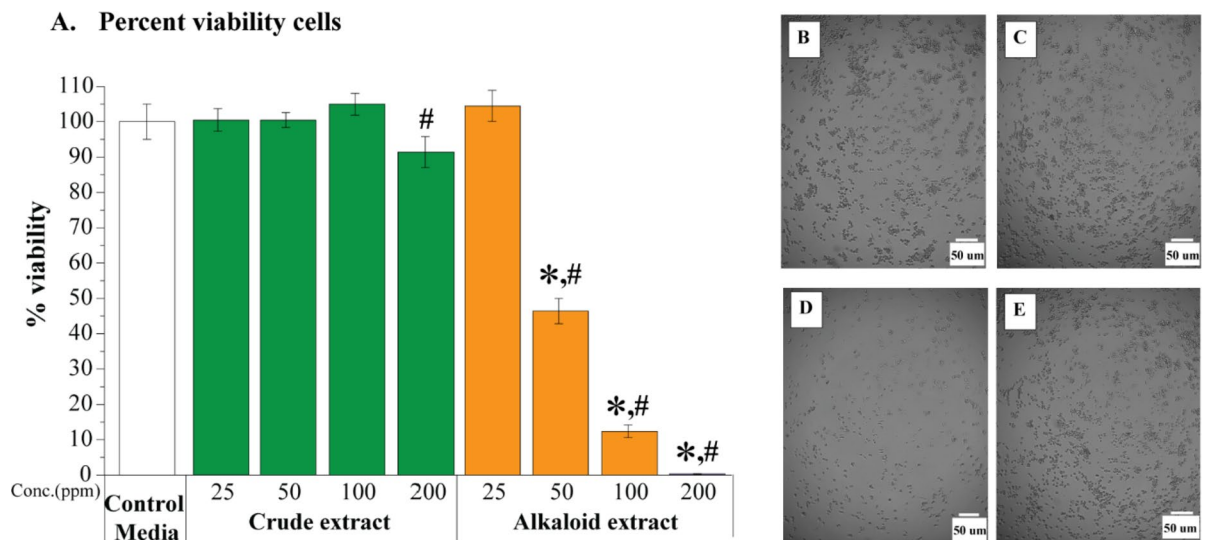 A. Percent viability cells
% viability
110
100
90
80
70
60
50
40
30
20
10
0
#
*,#
*,#
*,#
Conc.(ppm) 25 50 100 200 25 50 100 200
Control Media
Crude extract
Alkaloid extract
B
50 um
C
50 um
D
50 um
E
50 um